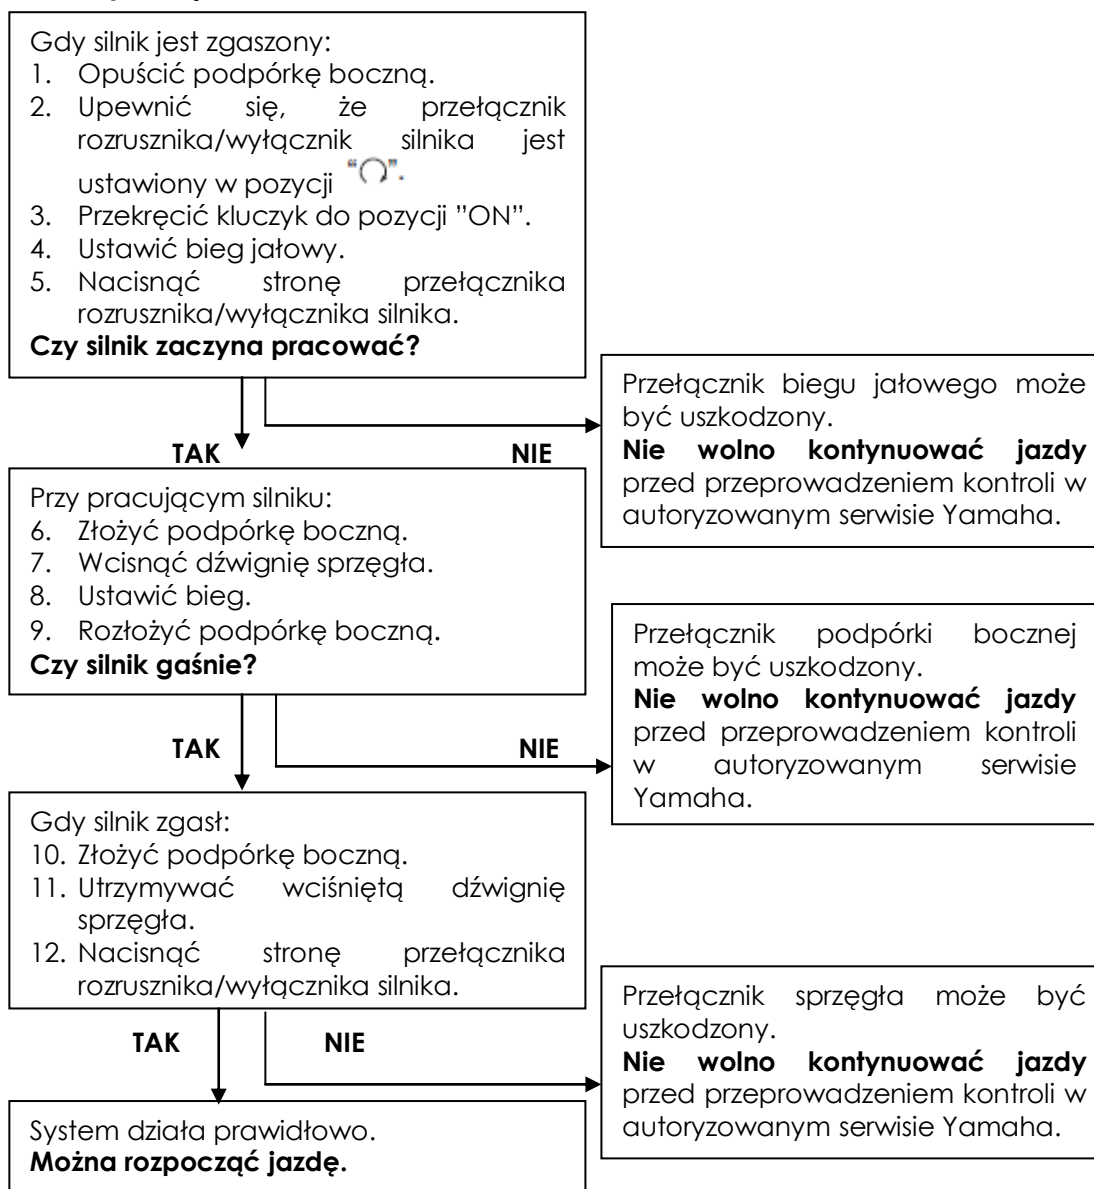 Gdy silnik jest zgaszony:
1. Opuścić podpórkę boczną.
2. Upewnić się, że przełącznik
rozrusznika/wyłącznik silnika jest
ustawiony w pozycji "◯".
3. Przekręcić kluczyk do pozycji ”ON”.
4. Ustawić bieg jałowy.
5. Nacisnąć stronę przełącznika
rozrusznika/wyłącznika silnika.
Czy silnik zaczyna pracować?
TAK
NIE
Przełącznik biegu jałowego może
być uszkodzony.
Nie wolno kontynuować jazdy
przed przeprowadzeniem kontroli w
autoryzowanym serwisie Yamaha.
Przy pracującym silniku:
6. Złożyć podpórkę boczną.
7. Wcisnąć dźwignię sprzęgła.
8. Ustawić bieg.
9. Rozłożyć podpórkę boczną.
Czy silnik gaśnie?
TAK
NIE
Przełącznik podpórki bocznej
może być uszkodzony.
Nie wolno kontynuować jazdy
przed przeprowadzeniem kontroli
w autoryzowanym serwisie
Yamaha.
Gdy silnik zgasł:
10. Złożyć podpórkę boczną.
11. Utrzymywać wciśniętą dźwignię
sprzęgła.
12. Nacisnąć stronę przełącznika
rozrusznika/wyłącznika silnika.
TAK
NIE
Przełącznik sprzęgła może być
uszkodzony.
Nie wolno kontynuować jazdy
przed przeprowadzeniem kontroli w
autoryzowanym serwisie Yamaha.
System działa prawidłowo.
Można rozpocząć jazdę.